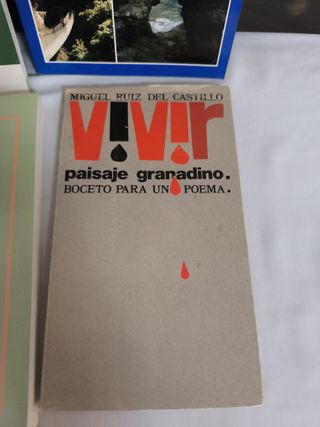 MIGUEL RUIZ DEL CASTILLO
V!V!r
paisaje granadino.
BOCETO PARA UN POEMA.